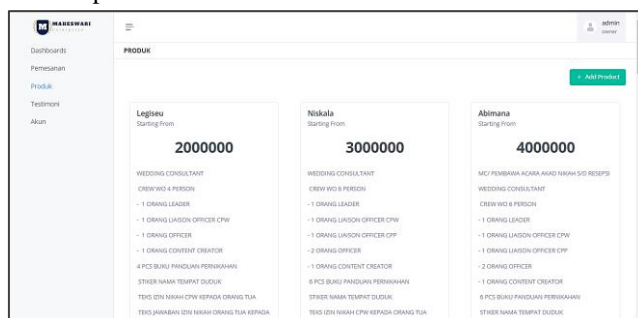 MAHESWARI
admin
owner
Dashboards
PRODUK
Pemesanan
Produk
+ Add Product
Testimoni
Akun
Legiseu
Starting From
2000000
WEDDING CONSULTANT
CREW WO 4 PERSON
- 1 ORANG LEADER
- 1 ORANG LIAISON OFFICER CPW
- 1 ORANG OFFICER
- 1 ORANG CONTENT CREATOR
4 PCS BUKU PANDUAN PERNIKAHAN
STIKER NAMA TEMPAT DUDUK
TEKS IZIN NIKAH CPW KEPADA ORANG TUA
TEKS JAWABAN IZIN NIKAH ORANG TUA KEPADA
Niskala
Starting From
3000000
WEDDING CONSULTANT
CREW WO 6 PERSON
- 1 ORANG LEADER
- 1 ORANG LIAISON OFFICER CPW
- 1 ORANG LIAISON OFFICER CPP
- 2 ORANG OFFICER
- 1 ORANG CONTENT CREATOR
6 PCS BUKU PANDUAN PERNIKAHAN
STIKER NAMA TEMPAT DUDUK
TEKS IZIN NIKAH CPW KEPADA ORANG TUA
Abimana
Starting From
4000000
MC/ PEMBAWA ACARA AKAD NIKAH S/D RESEPSI
WEDDING CONSULTANT
CREW WO 6 PERSON
- 1 ORANG LEADER
- 1 ORANG LIAISON OFFICER CPW
- 1 ORANG LIAISON OFFICER CPP
- 2 ORANG OFFICER
- 1 ORANG CONTENT CREATOR
6 PCS BUKU PANDUAN PERNIKAHAN
STIKER NAMA TEMPAT DUDUK